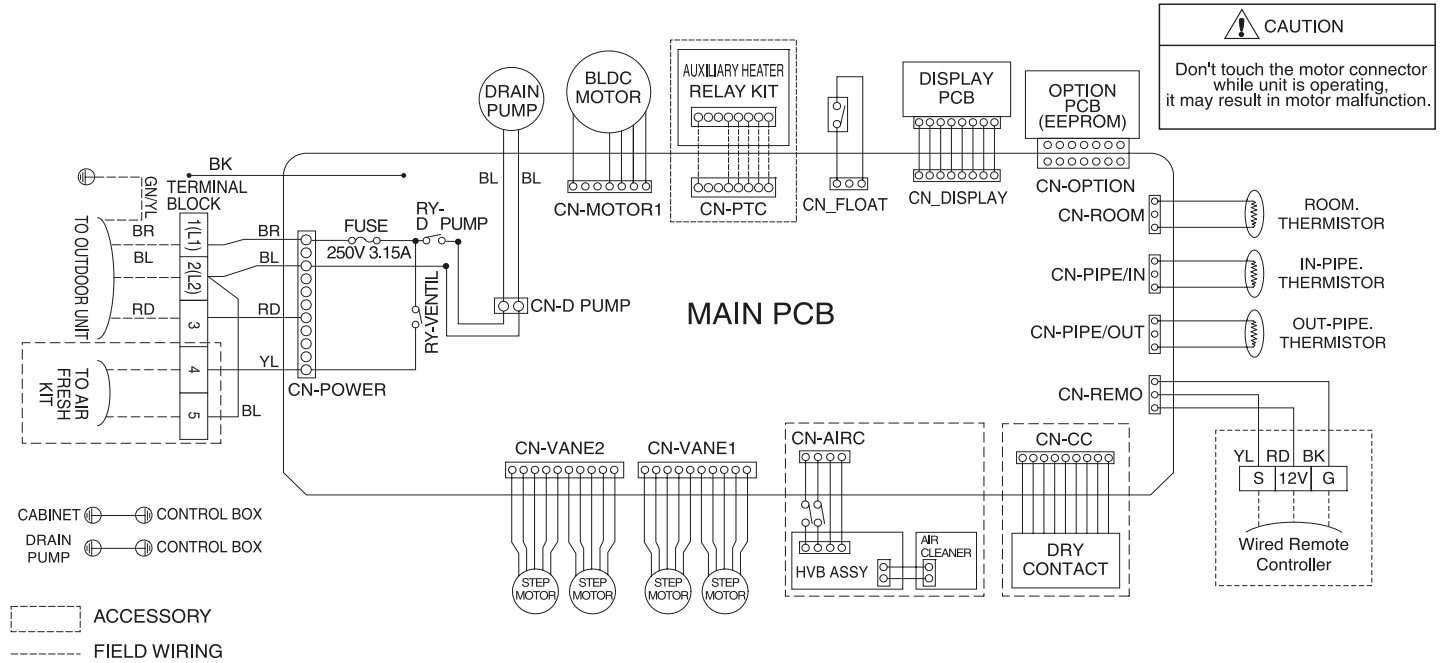 CAUTION
Don't touch the motor connector
while unit is operating,
it may result in motor malfunction.
DRAIN
PUMP
BLDC
MOTOR
AUXILIARY HEATER
RELAY KIT
DISPLAY
PCB
OPTION
PCB
(EEPROM)
BL
BL
CN-MOTOR1
CN-PTC
CN_FLOAT
CN_DISPLAY
CN-OPTION
BK
GN/YL
TERMINAL
BLOCK
TO OUTDOOR UNIT
BR
BL
RD
1(L1)
2(L2)
3
4
5
BR
BL
RD
YL
BL
TO AIR
FRESH
KIT
CN-POWER
FUSE
250V 3.15A
RY-
D PUMP
RY-VENTIL
CN-D PUMP
MAIN PCB
CN-ROOM
ROOM.
THERMISTOR
CN-PIPE/IN
IN-PIPE.
THERMISTOR
CN-PIPE/OUT
OUT-PIPE.
THERMISTOR
CN-REMO
YL RD BK
S 12V G
Wired Remote
Controller
CN-VANE2
CN-VANE1
STEP
MOTOR
STEP
MOTOR
STEP
MOTOR
STEP
MOTOR
CN-AIRC
HVB ASSY
AIR
CLEANER
CN-CC
DRY
CONTACT
CABINET
CONTROL BOX
DRAIN
PUMP
CONTROL BOX
ACCESSORY
FIELD WIRING